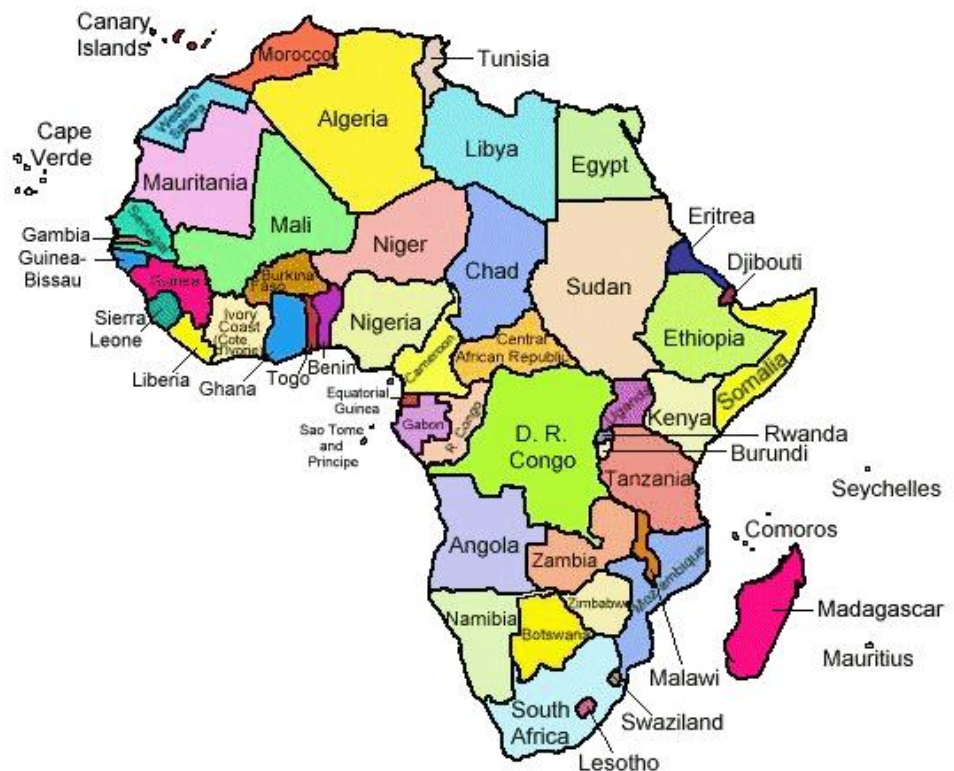 Canary
Islands
Morocco
Tunisia
Algeria
Western
Sahara
Libya
Egypt
Cape
Verde
Mauritania
Mali
Niger
Chad
Sudan
Eritrea
Djibouti
Senegal
Gambia
Guinea-
Bissau
Guinea
Burkina
Faso
Sierra
Leone
Ivory
Coast
(Cote
d'Ivoire)
Nigeria
Ethiopia
Somalia
Liberia
Ghana
Togo
Benin
Cameroon
Central
African Republic
Equatorial
Guinea
Sao Tome
and
Principe
Gabon
R. Congo
D. R.
Congo
Uganda
Kenya
Rwanda
Burundi
Tanzania
Seychelles
Comoros
Angola
Zambia
Mozambique
Malawi
Madagascar
Mauritius
Namibia
Zimbabw
Botswana
South
Africa
Swaziland
Lesotho